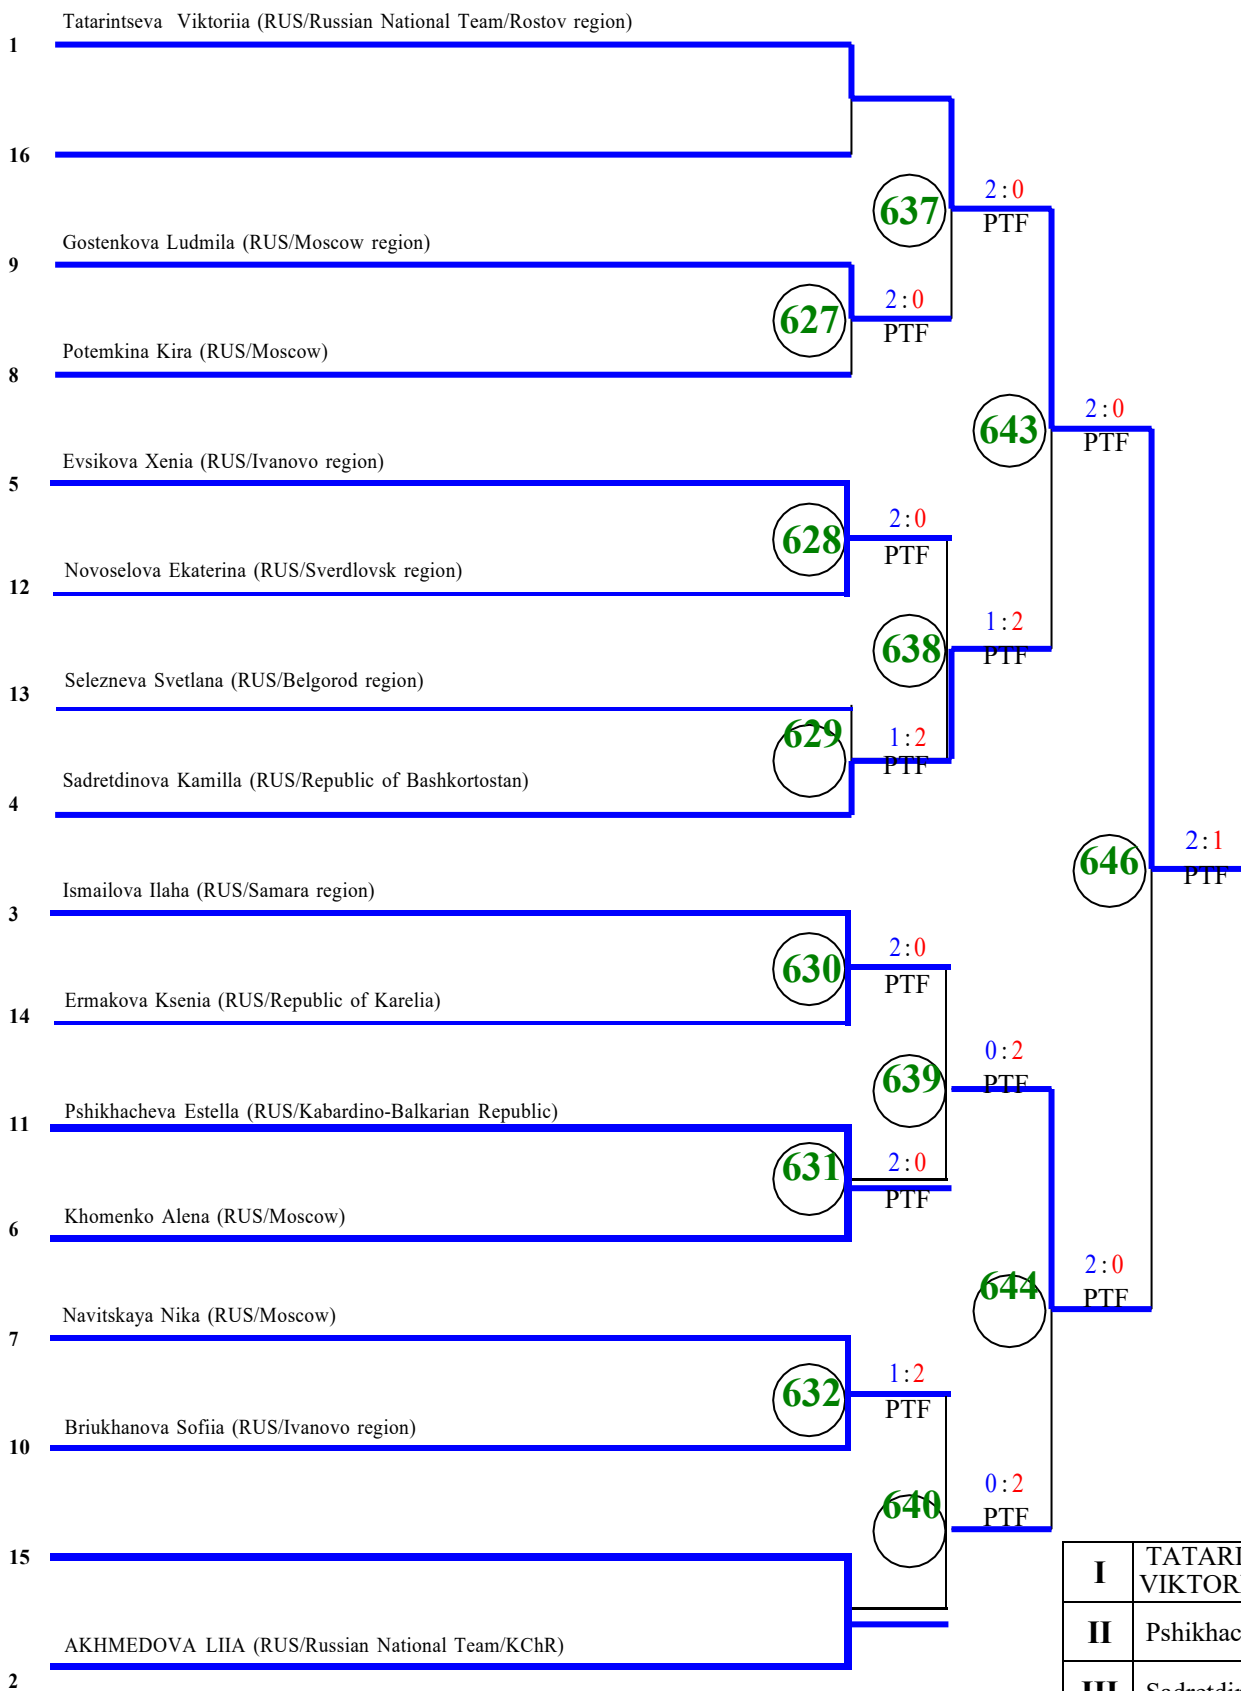 Tatarintseva Viktoriia (RUS/Russian National Team/Rostov region)
1
16
637
2:0
PTF
Gostenkova Ludmila (RUS/Moscow region)
9
627
2:0
PTF
Potemkina Kira (RUS/Moscow)
8
643
2:0
PTF
Evsikova Xenia (RUS/Ivanovo region)
5
628
2:0
PTF
Novoselova Ekaterina (RUS/Sverdlovsk region)
12
638
1:2
PTF
Selezneva Svetlana (RUS/Belgorod region)
13
629
1:2
PTF
Sadretdinova Kamilla (RUS/Republic of Bashkortostan)
4
646
2:1
PTF
Ismailova Ilaha (RUS/Samara region)
3
630
2:0
PTF
Ermakova Ksenia (RUS/Republic of Karelia)
14
639
0:2
PTF
Pshikhacheva Estella (RUS/Kabardino-Balkarian Republic)
11
631
2:0
PTF
Khomenko Alena (RUS/Moscow)
6
644
2:0
PTF
Navitskaya Nika (RUS/Moscow)
7
632
1:2
PTF
Briukhanova Sofiia (RUS/Ivanovo region)
10
640
0:2
PTF
15
AKHMEDOVA LIIA (RUS/Russian National Team/KChR)
2
I
II Pshikhac